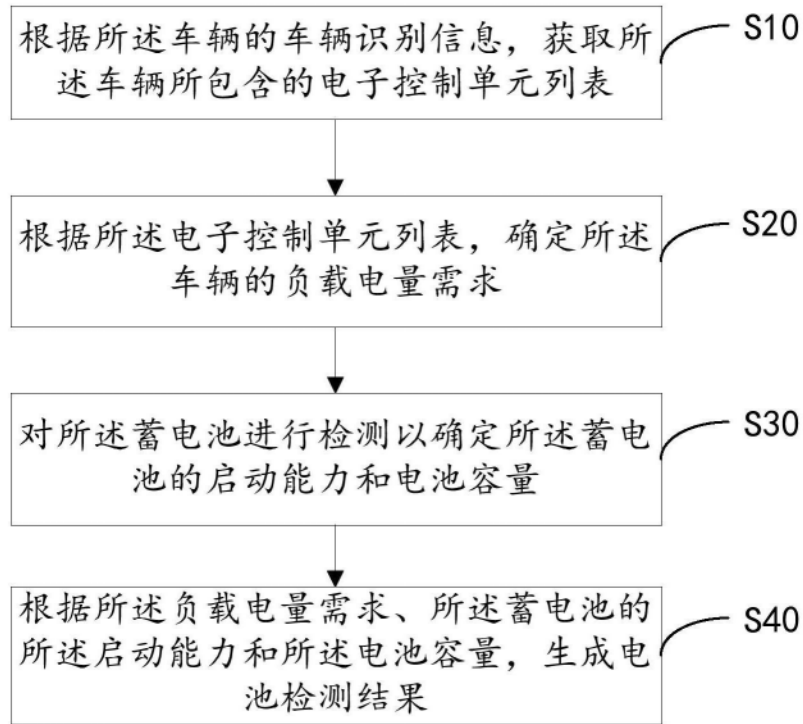 根据所述车辆的车辆识别信息，获取所
述车辆所包含的电子控制单元列表
S10
根据所述电子控制单元列表，确定所述
车辆的负载电量需求
S20
对所述蓄电池进行检测以确定所述蓄电
池的启动能力和电池容量
S30
根据所述负载电量需求、所述蓄电池的
所述启动能力和所述电池容量，生成电
池检测结果
S40